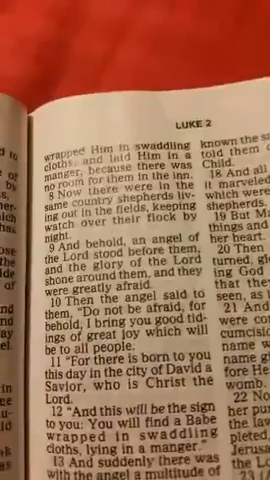 LUKE 2
wrapped Him in swaddling
cloths, and laid Him in a
manger, because there was
no room for them in the inn.
8 Now there were in the
same country shepherds liv-
ing out in the fields, keeping
watch over their flock by
night.
9 And behold, an angel of
the Lord stood before them,
and the glory of the Lord
shone around them, and they
were greatly afraid.
10 Then the angel said to
them, "Do not be afraid, for
behold, I bring you good tid-
ings of great joy which will
be to all people.
11 "For there is born to you
this day in the city of David a
Savior, who is Christ the
Lord.
12 "And this will be the sign
to you: You will find a Babe
wrapped in swaddling
cloths, lying in a manger."
13 And suddenly there was
with the angel a multitude of
known the
told them
Child.
18 And all
it marveled
which were
shepherds.
19 But
things and
her heart.
20 Then
turned,
ing God
that they
seen, as
21 And
were
name
name
fore He
womb.
22
her
the
Jerusa
the
23